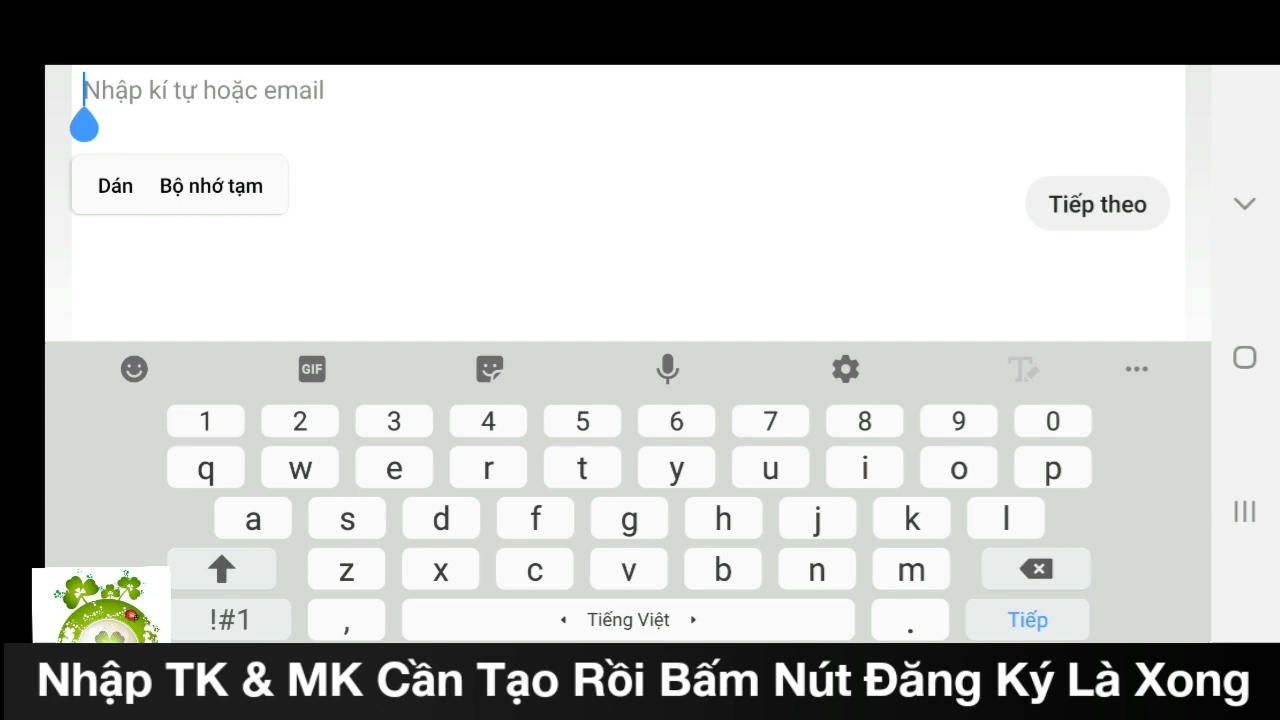 Nhập kí tự hoặc email
Dán Bộ nhớ tạm
Tiếp theo
GIF
1 2 3 4 5 6 7 8 9 0
q w e r t y u i o p
a s d f g h j k l
z x c v b n m
!#1 , Tiếng Việt . Tiếp
Nhập TK & MK Cần Tạo Rồi Bấm Nút Đăng Ký Là Xong